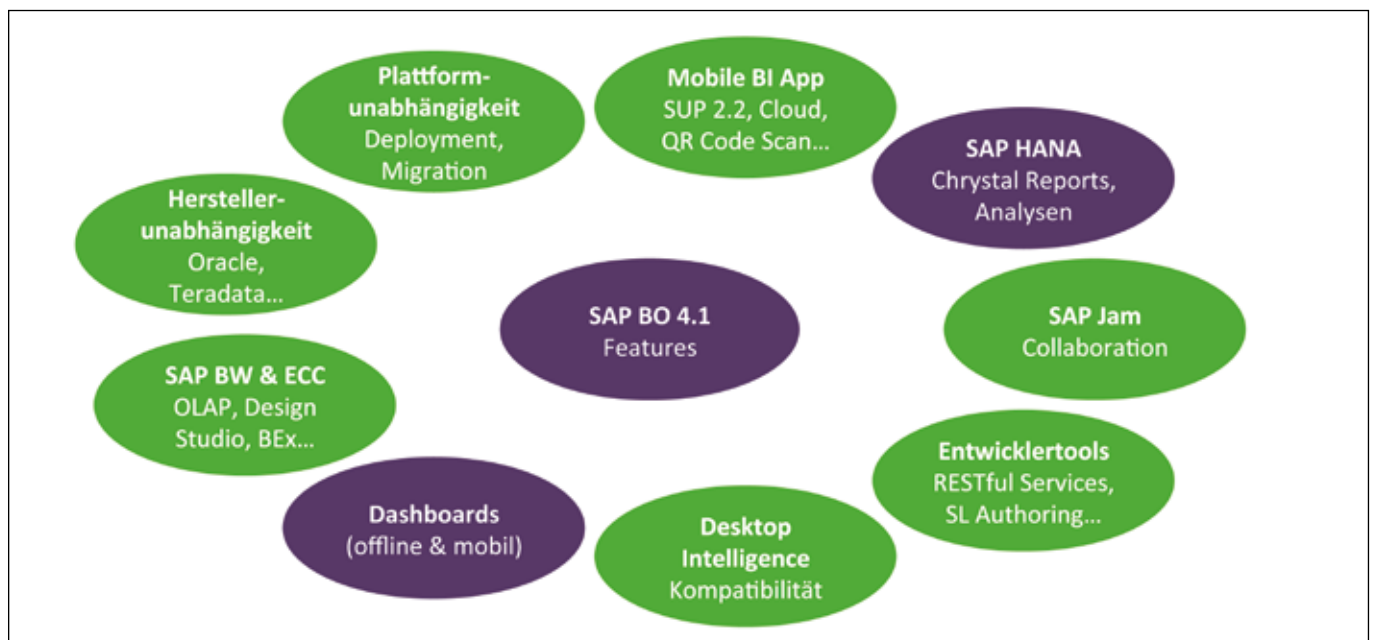 Plattform-
unabhängigkeit
Deployment,
Migration
Mobile BI App
SUP 2.2, Cloud,
QR Code Scan...
SAP HANA
Chrystal Reports,
Analysen
Hersteller-
unabhängigkeit
Oracle,
Teradata...
SAP BO 4.1
Features
SAP Jam
Collaboration
SAP BW & ECC
OLAP, Design
Studio, BEx...
Entwicklertools
RESTful Services,
SL Authoring...
Dashboards
(offline & mobil)
Desktop
Intelligence
Kompatibilität